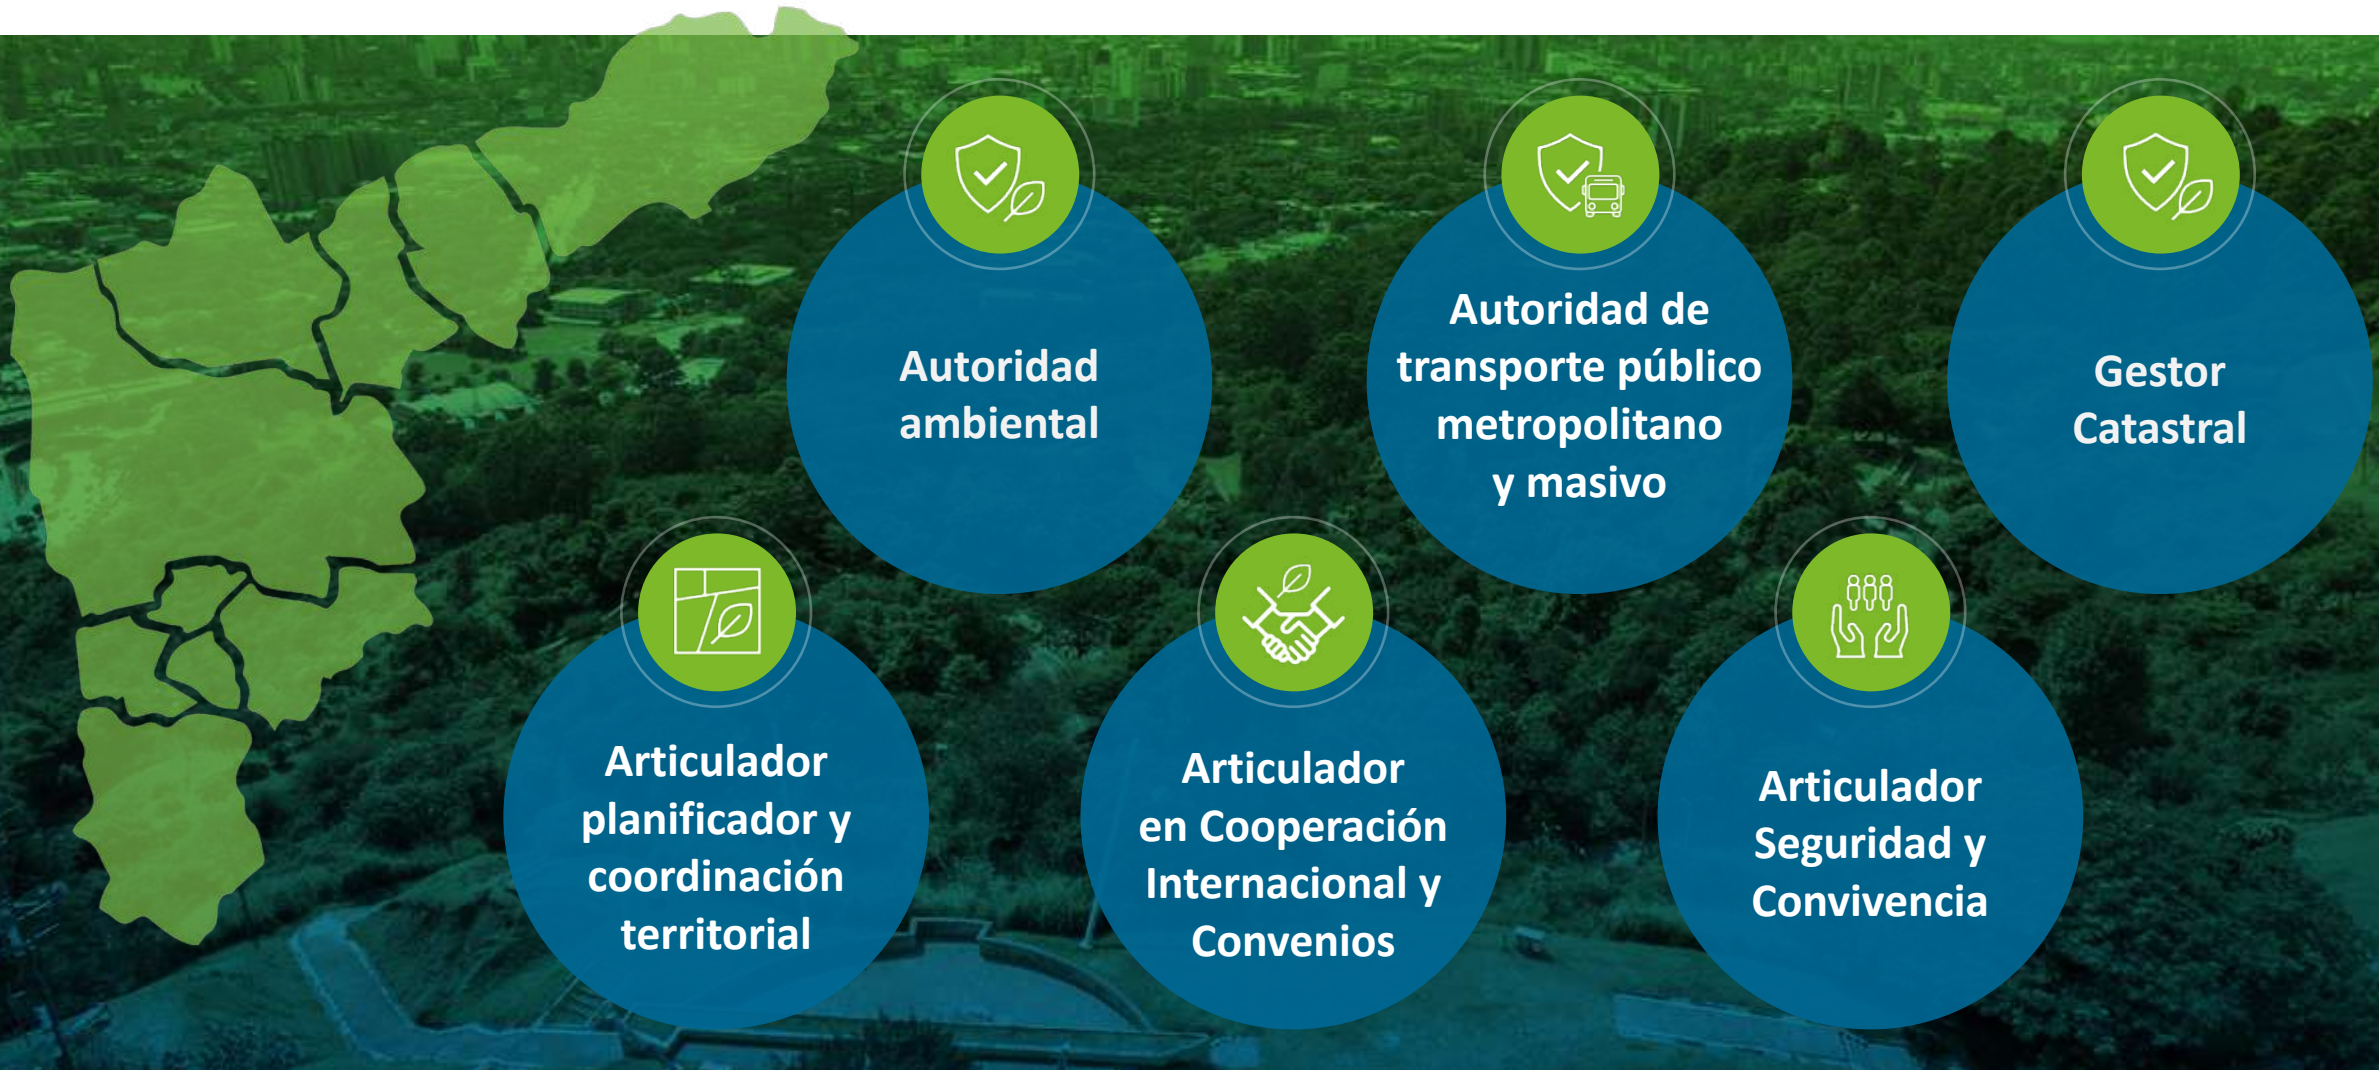 Autoridad
ambiental
Autoridad de
transporte público
metropolitano
y masivo
Gestor
Catastral
Articulador
planificador y
coordinación
territorial
Articulador
en Cooperación
Internacional y
Convenios
Articulador
Seguridad y
Convivencia